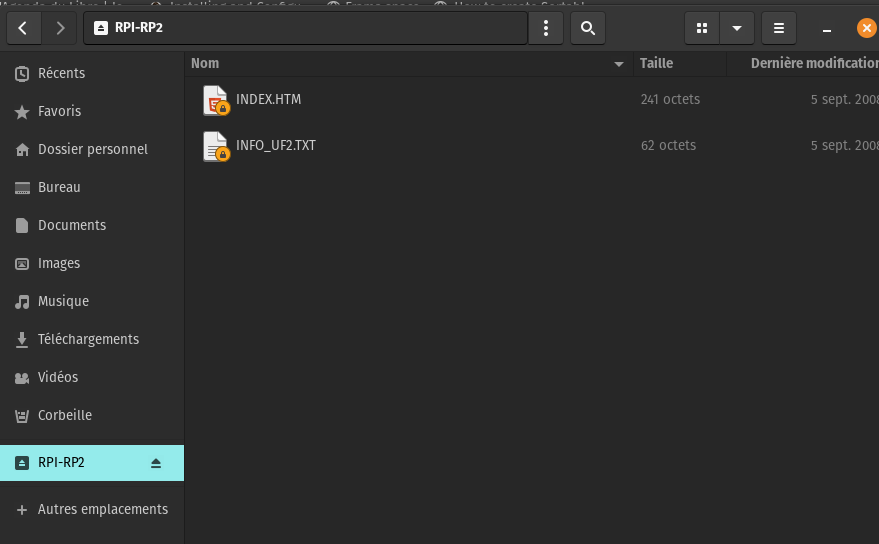 RPI-RP2
Nom Taille Dernière modification
Récents
INDEX.HTM 241 octets 5 sept. 2008
Favoris
INFO_UF2.TXT 62 octets 5 sept. 2008
Dossier personnel
Bureau
Documents
Images
Musique
Téléchargements
Vidéos
Corbeille
RPI-RP2
Autres emplacements